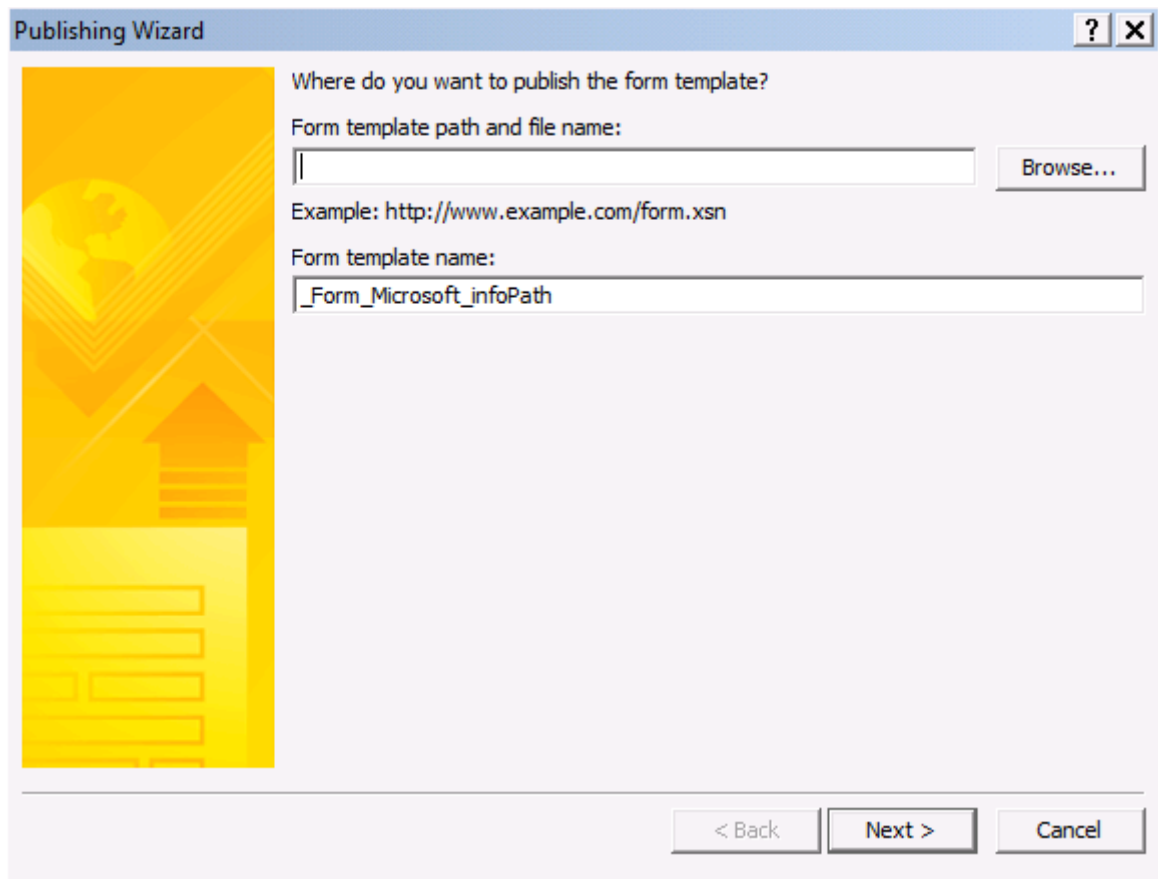 Publishing Wizard
?
Where do you want to publish the form template?
Form template path and file name:
Browse...
Example: http://www.example.com/form.xsn
Form template name:
_Form_Microsoft_infoPath
< Back Next > Cancel